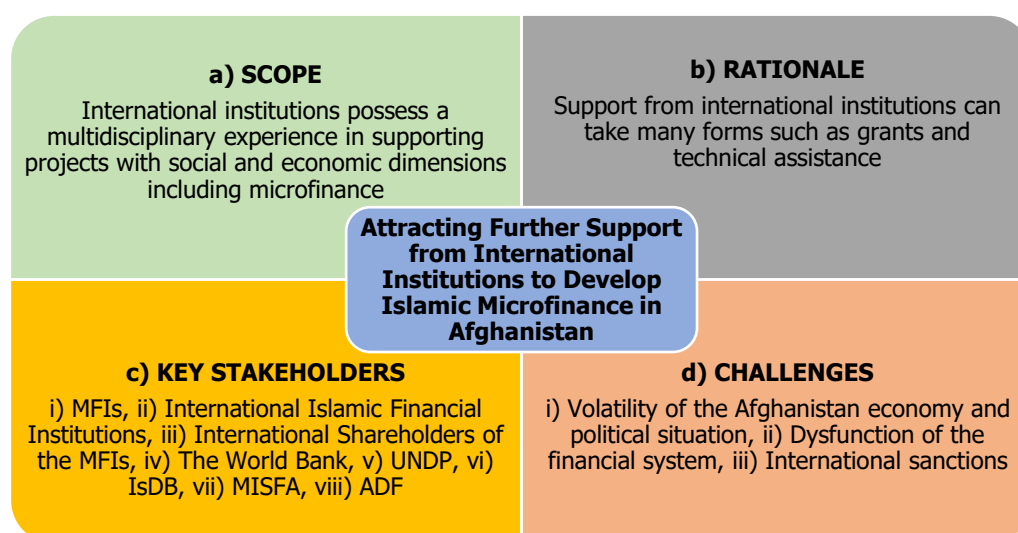 a) SCOPE
International institutions possess a
multidisciplinary experience in supporting
projects with social and economic dimensions
including microfinance
b) RATIONALE
Support from international institutions can
take many forms such as grants and
technical assistance
Attracting Further Support
from International
Institutions to Develop
Islamic Microfinance in
Afghanistan
c) KEY STAKEHOLDERS
i) MFIs, ii) International Islamic Financial
Institutions, iii) International Shareholders of
the MFIs, iv) The World Bank, v) UNDP, vi)
IsDB, vii) MISFA, viii) ADF
d) CHALLENGES
i) Volatility of the Afghanistan economy and
political situation, ii) Dysfunction of the
financial system, iii) International sanctions